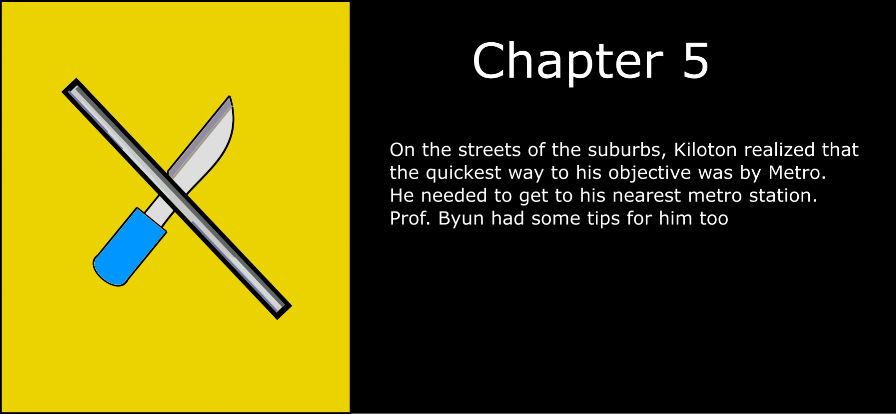 Chapter 5
On the streets of the suburbs, Kiloton realized that
the quickest way to his objective was by Metro.
He needed to get to his nearest metro station.
Prof. Byun had some tips for him too